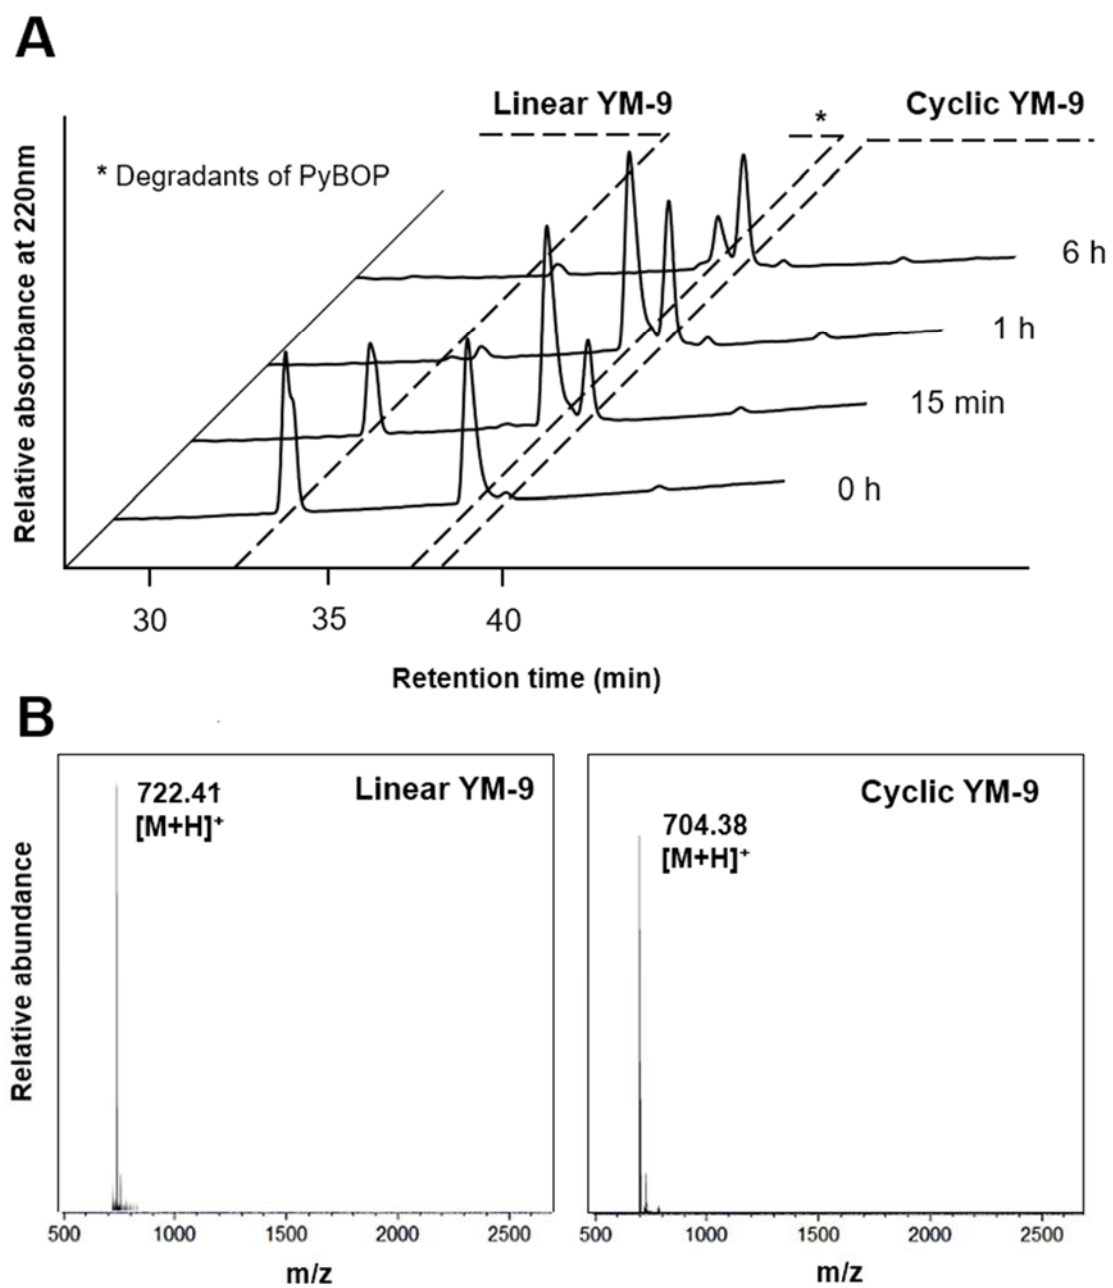 A
Linear YM-9
*
Cyclic YM-9
* Degradants of PyBOP
Relative absorbance at 220nm
6 h
1 h
15 min
0 h
30
35
40
Retention time (min)
B
722.41
[M+H]+
Linear YM-9
704.38
[M+H]+
Cyclic YM-9
Relative abundance
500
1000
1500
2000
2500
500
1000
1500
2000
2500
m/z
m/z